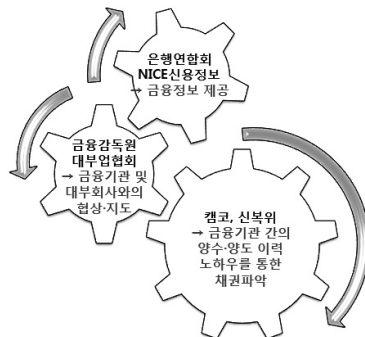 은행연합회
NICE신용정보
→ 금융정보 제공
금융감독원
대부업협회
→ 금융기관 및
대부회사와의
협상·지도
캠코, 신복위
→ 금융기관 간의
양수·양도 이력
노하우를 통한
채권파악